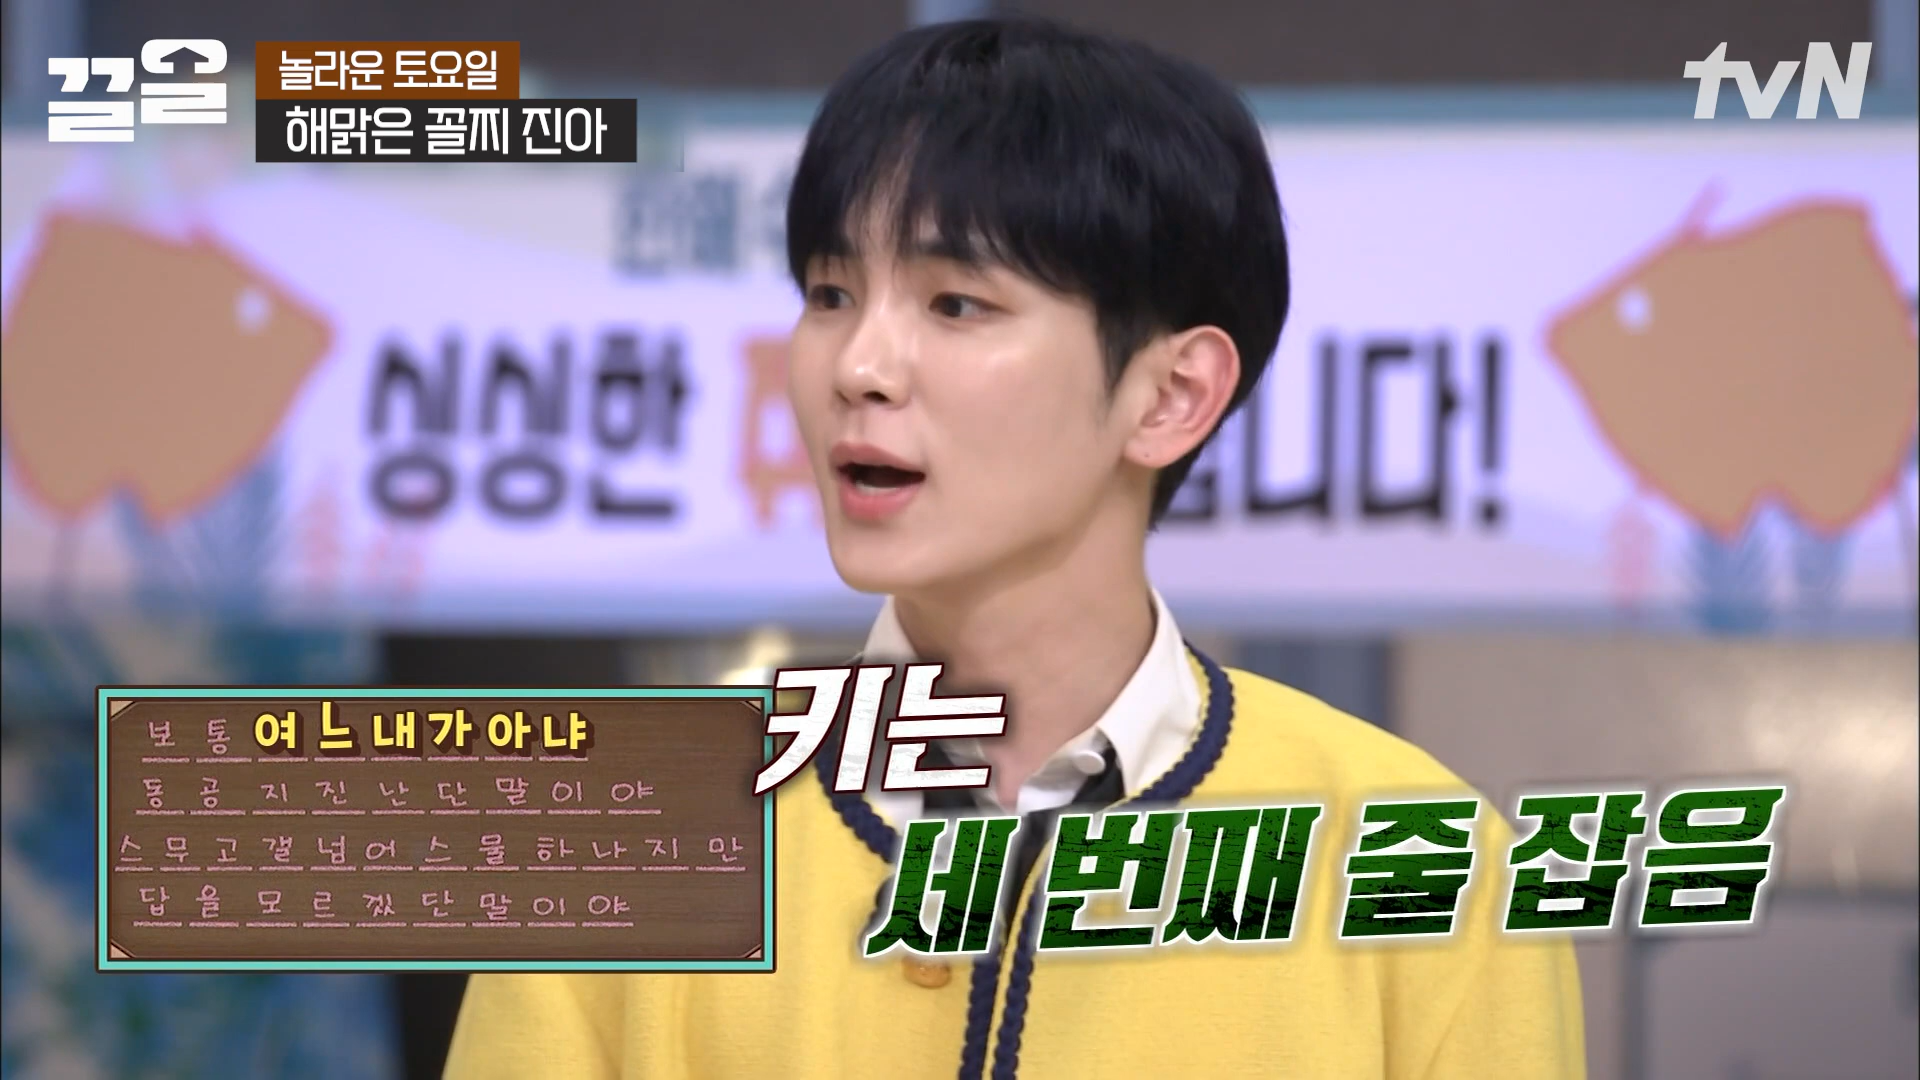 끌올
놀라운 토요일
해맑은 꼴찌 진아
tvN
싱싱한
니다!
보통 여느내가아냐
동공지진난단말이야
스무고갤넘어스물하나지만
답을모르겠단말이야
키는
세 번째 줄 잡음